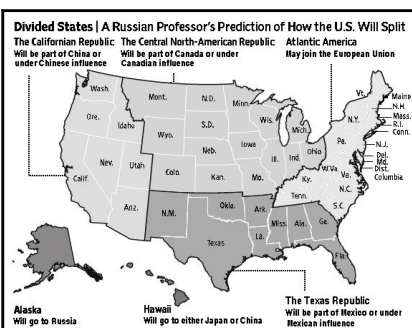 Divided States | A Russian Professor's Prediction of How the U.S. Will Split
The Californian Republic
Will be part of China or
under Chinese influence
The Central North-American Republic
Will be part of Canada or under
Canadian influence
Atlantic America
May join the European Union
Wash.
Ore.
Idaho
Nev.
Utah
Calif.
Ariz.
Mont.
N.D.
Minn.
Wyo.
S.D.
Wis.
Mich.
Neb.
Iowa
Colo.
Kan.
Mo.
Ill.
Ind.
Ohio
Vt.
Maine
N.H.
Mass.
R.I.
Conn.
N.Y.
Pa.
N.J.
Del.
Md.
Dist.
Columbia
W.Va.
Va.
Ky.
N.C.
Tenn.
S.C.
N.M.
Okla.
Ark.
Texas
La.
Miss.
Ala.
Ga.
Fla.
Alaska
Will go to Russia
Hawaii
Will go to either Japan or China
The Texas Republic
Will be part of Mexico or under
Mexican influence